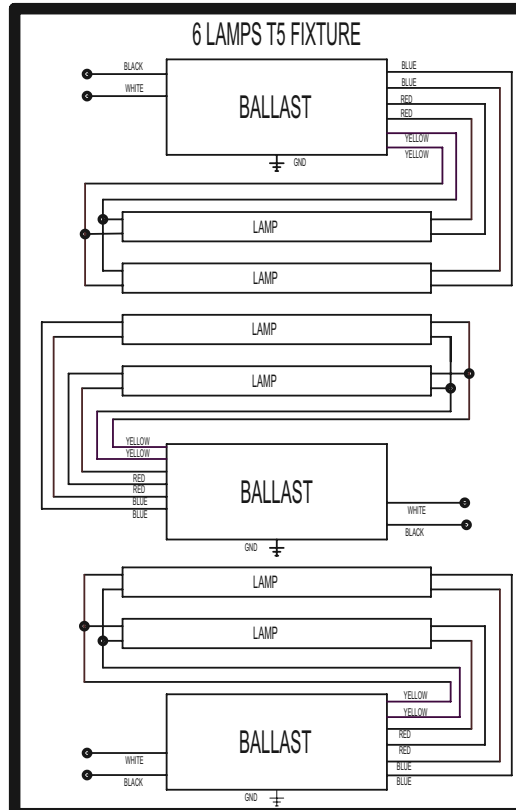 6 LAMPS T5 FIXTURE
BLACK
WHITE
BALLAST
BLUE
BLUE
RED
RED
YELLOW
YELLOW
GND
LAMP
LAMP
LAMP
LAMP
YELLOW
YELLOW
RED
RED
BLUE
BLUE
BALLAST
WHITE
BLACK
GND
LAMP
LAMP
YELLOW
YELLOW
RED
RED
BLUE
BLUE
BALLAST
WHITE
BLACK
GND